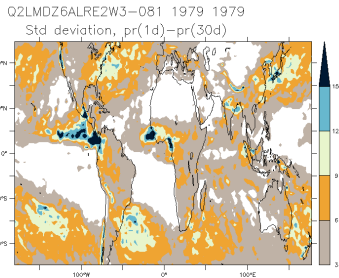 Q2LMDZ6ALRE2W3-081 1979 1979
Std deviation, pr(1d)-pr(30d)
15
12
9
6
3
0°
100°W
0°
100°E